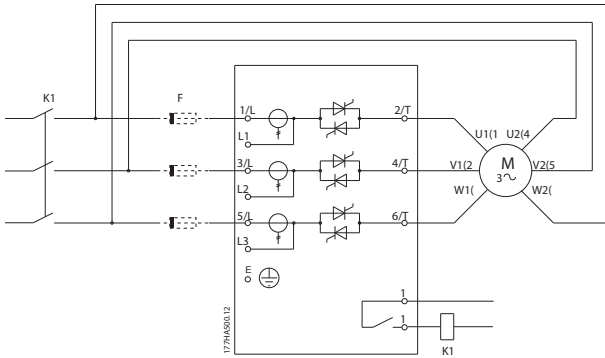 K1
F
1/L
2/T
L1
U1(1
U2(4
3/L
4/T
V1(2
M
3
V2(5
L2
W1(
W2(
5/L
6/T
L3
E
1
1
K1
177HA500.12